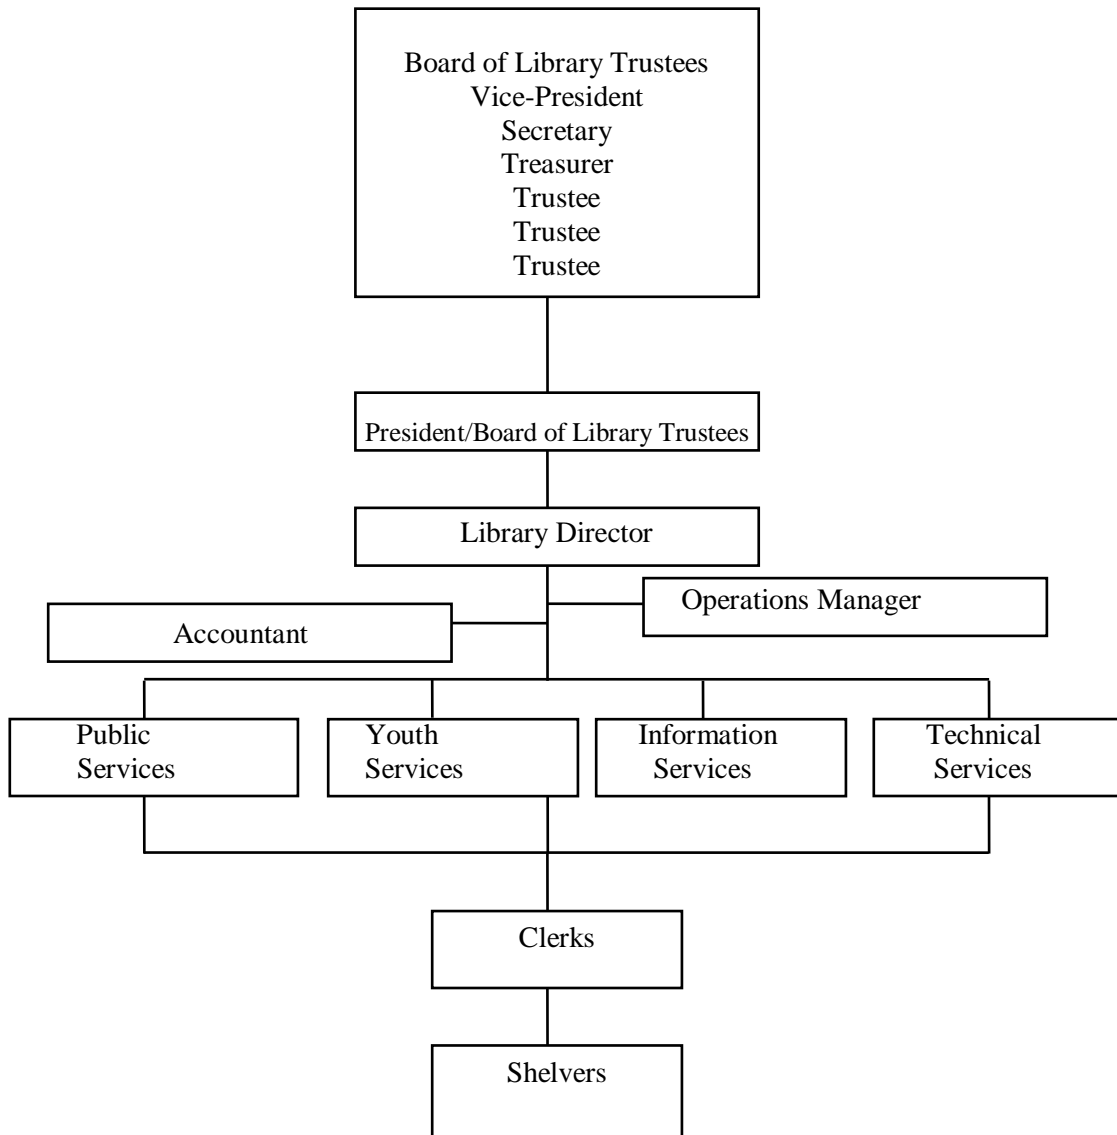 Board of Library Trustees
Vice-President
Secretary
Treasurer
Trustee
Trustee
Trustee
President/Board of Library Trustees
Library Director
Operations Manager
Accountant
Public
Services
Youth
Services
Information
Services
Technical
Services
Clerks
Shelvers